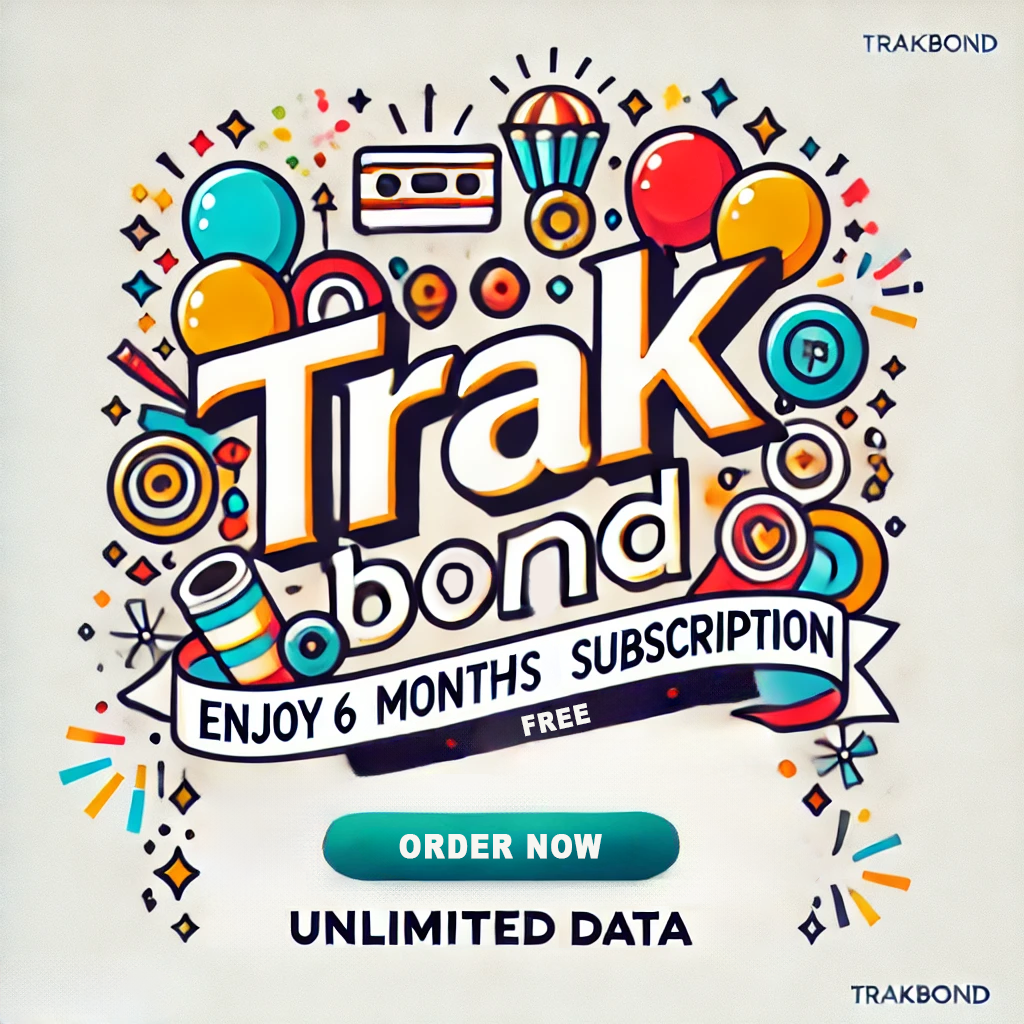 TRAKBOND
Trak
bond
ENJOY 6 MONTHS SUBSCRIPTION
FREE
ORDER NOW
UNLIMITED DATA
TRAKBOND